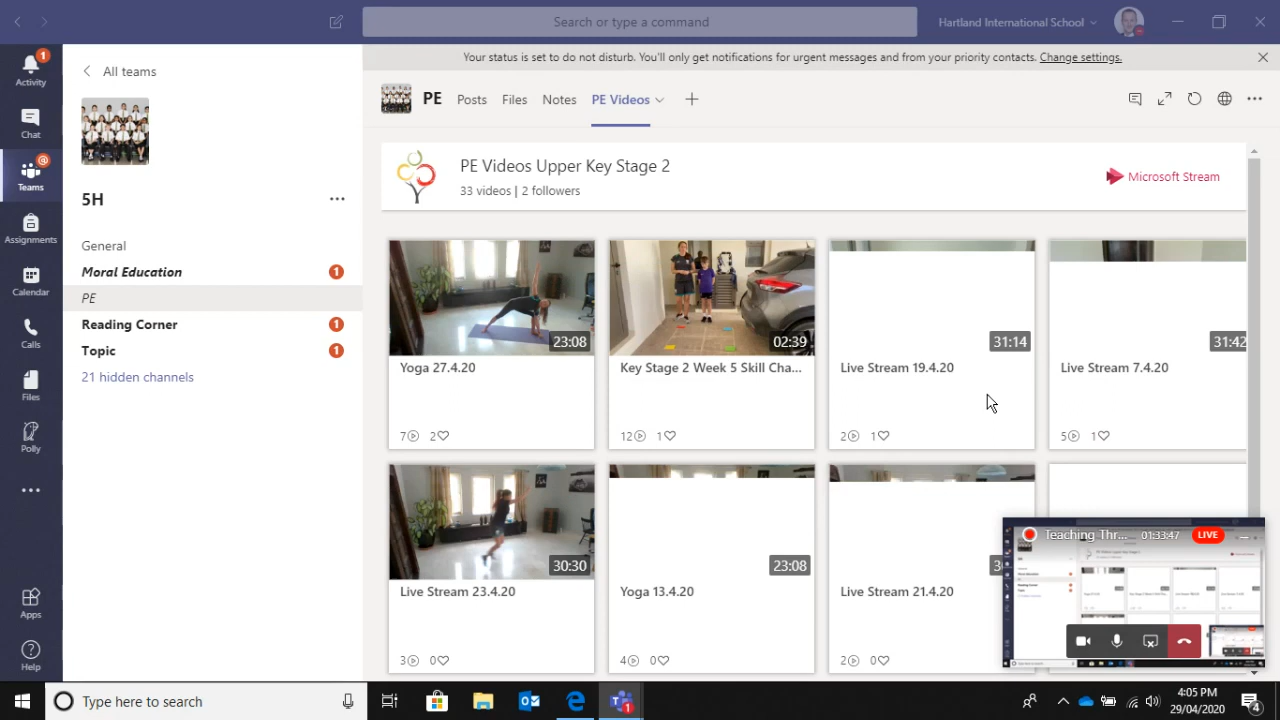 Search or type a command
Hartland International School
Your status is set to do not disturb. You'll only get notifications for urgent messages and from your priority contacts. Change settings.
1
Activity
Chat
@
Teams
Assignments
Calendar
Calls
Files
Polly
Apps
Help
All teams
5H
General
Moral Education 1
PE
Reading Corner 1
Topic 1
21 hidden channels
PE Posts Files Notes PE Videos
PE Videos Upper Key Stage 2
33 videos | 2 followers
Microsoft Stream
23:08
Yoga 27.4.20
7 2
02:39
Key Stage 2 Week 5 Skill Cha...
12 1
31:14
Live Stream 19.4.20
2 1
31:42
Live Stream 7.4.20
5 1
30:30
Live Stream 23.4.20
3 0
23:08
Yoga 13.4.20
4 0
Live Stream 21.4.20
2 0
Teaching Thr... 01:33:47 LIVE
Type here to search
1
4:05 PM
29/04/2020
4